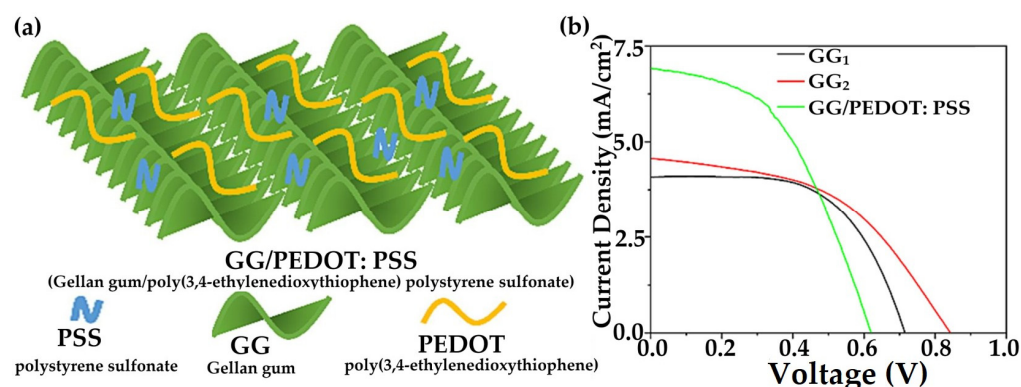 (a)
GG/PEDOT: PSS
(Gellan gum/poly(3,4-ethylenedioxythiophene) polystyrene sulfonate)
PSS
polystyrene sulfonate
GG
Gellan gum
PEDOT
poly(3,4-ethylenedioxythiophene)
(b)
Current Density (mA/cm²)
7.5
5.0
2.5
0.0
GG₁
GG₂
GG/PEDOT: PSS
0.0 0.2 0.4 0.6 0.8 1.0
Voltage (V)